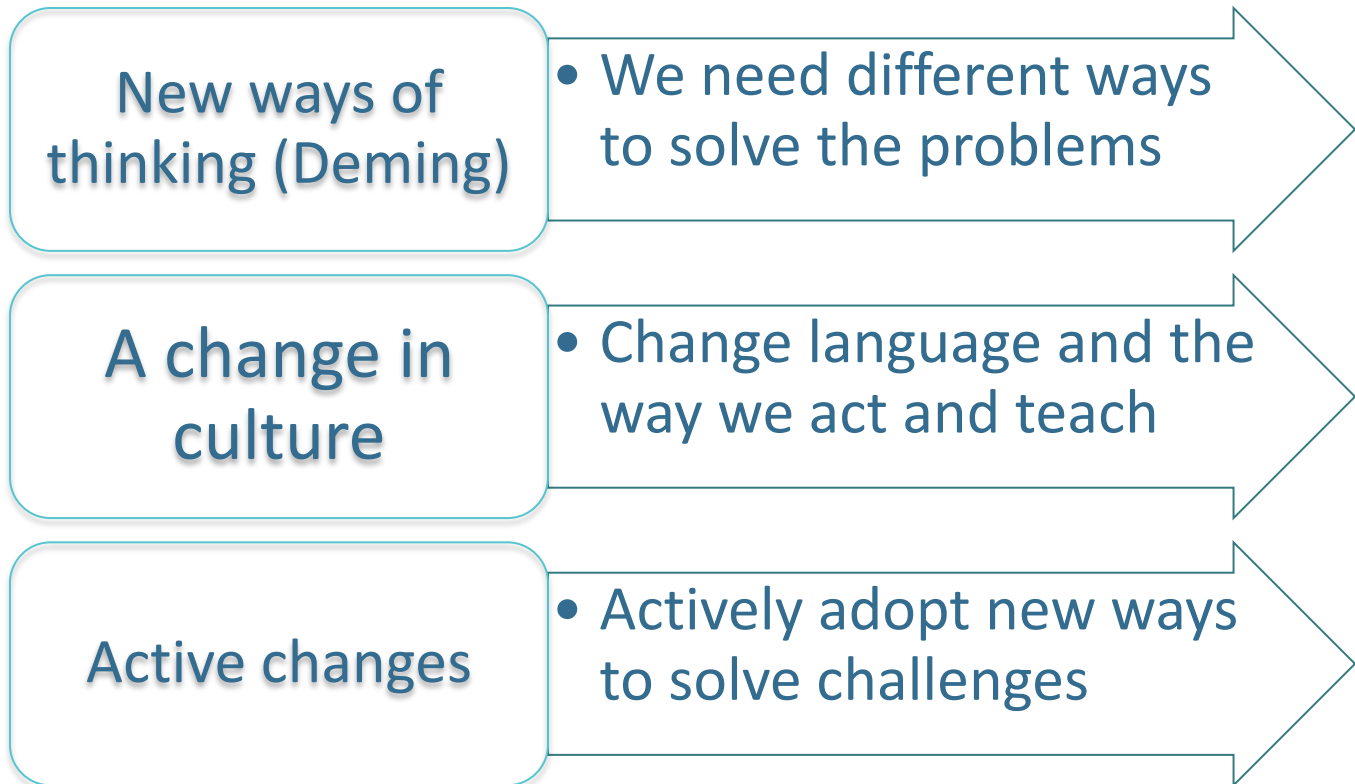 New ways of
thinking (Deming)
• We need different ways
to solve the problems
A change in
culture
• Change language and the
way we act and teach
Active changes
• Actively adopt new ways
to solve challenges